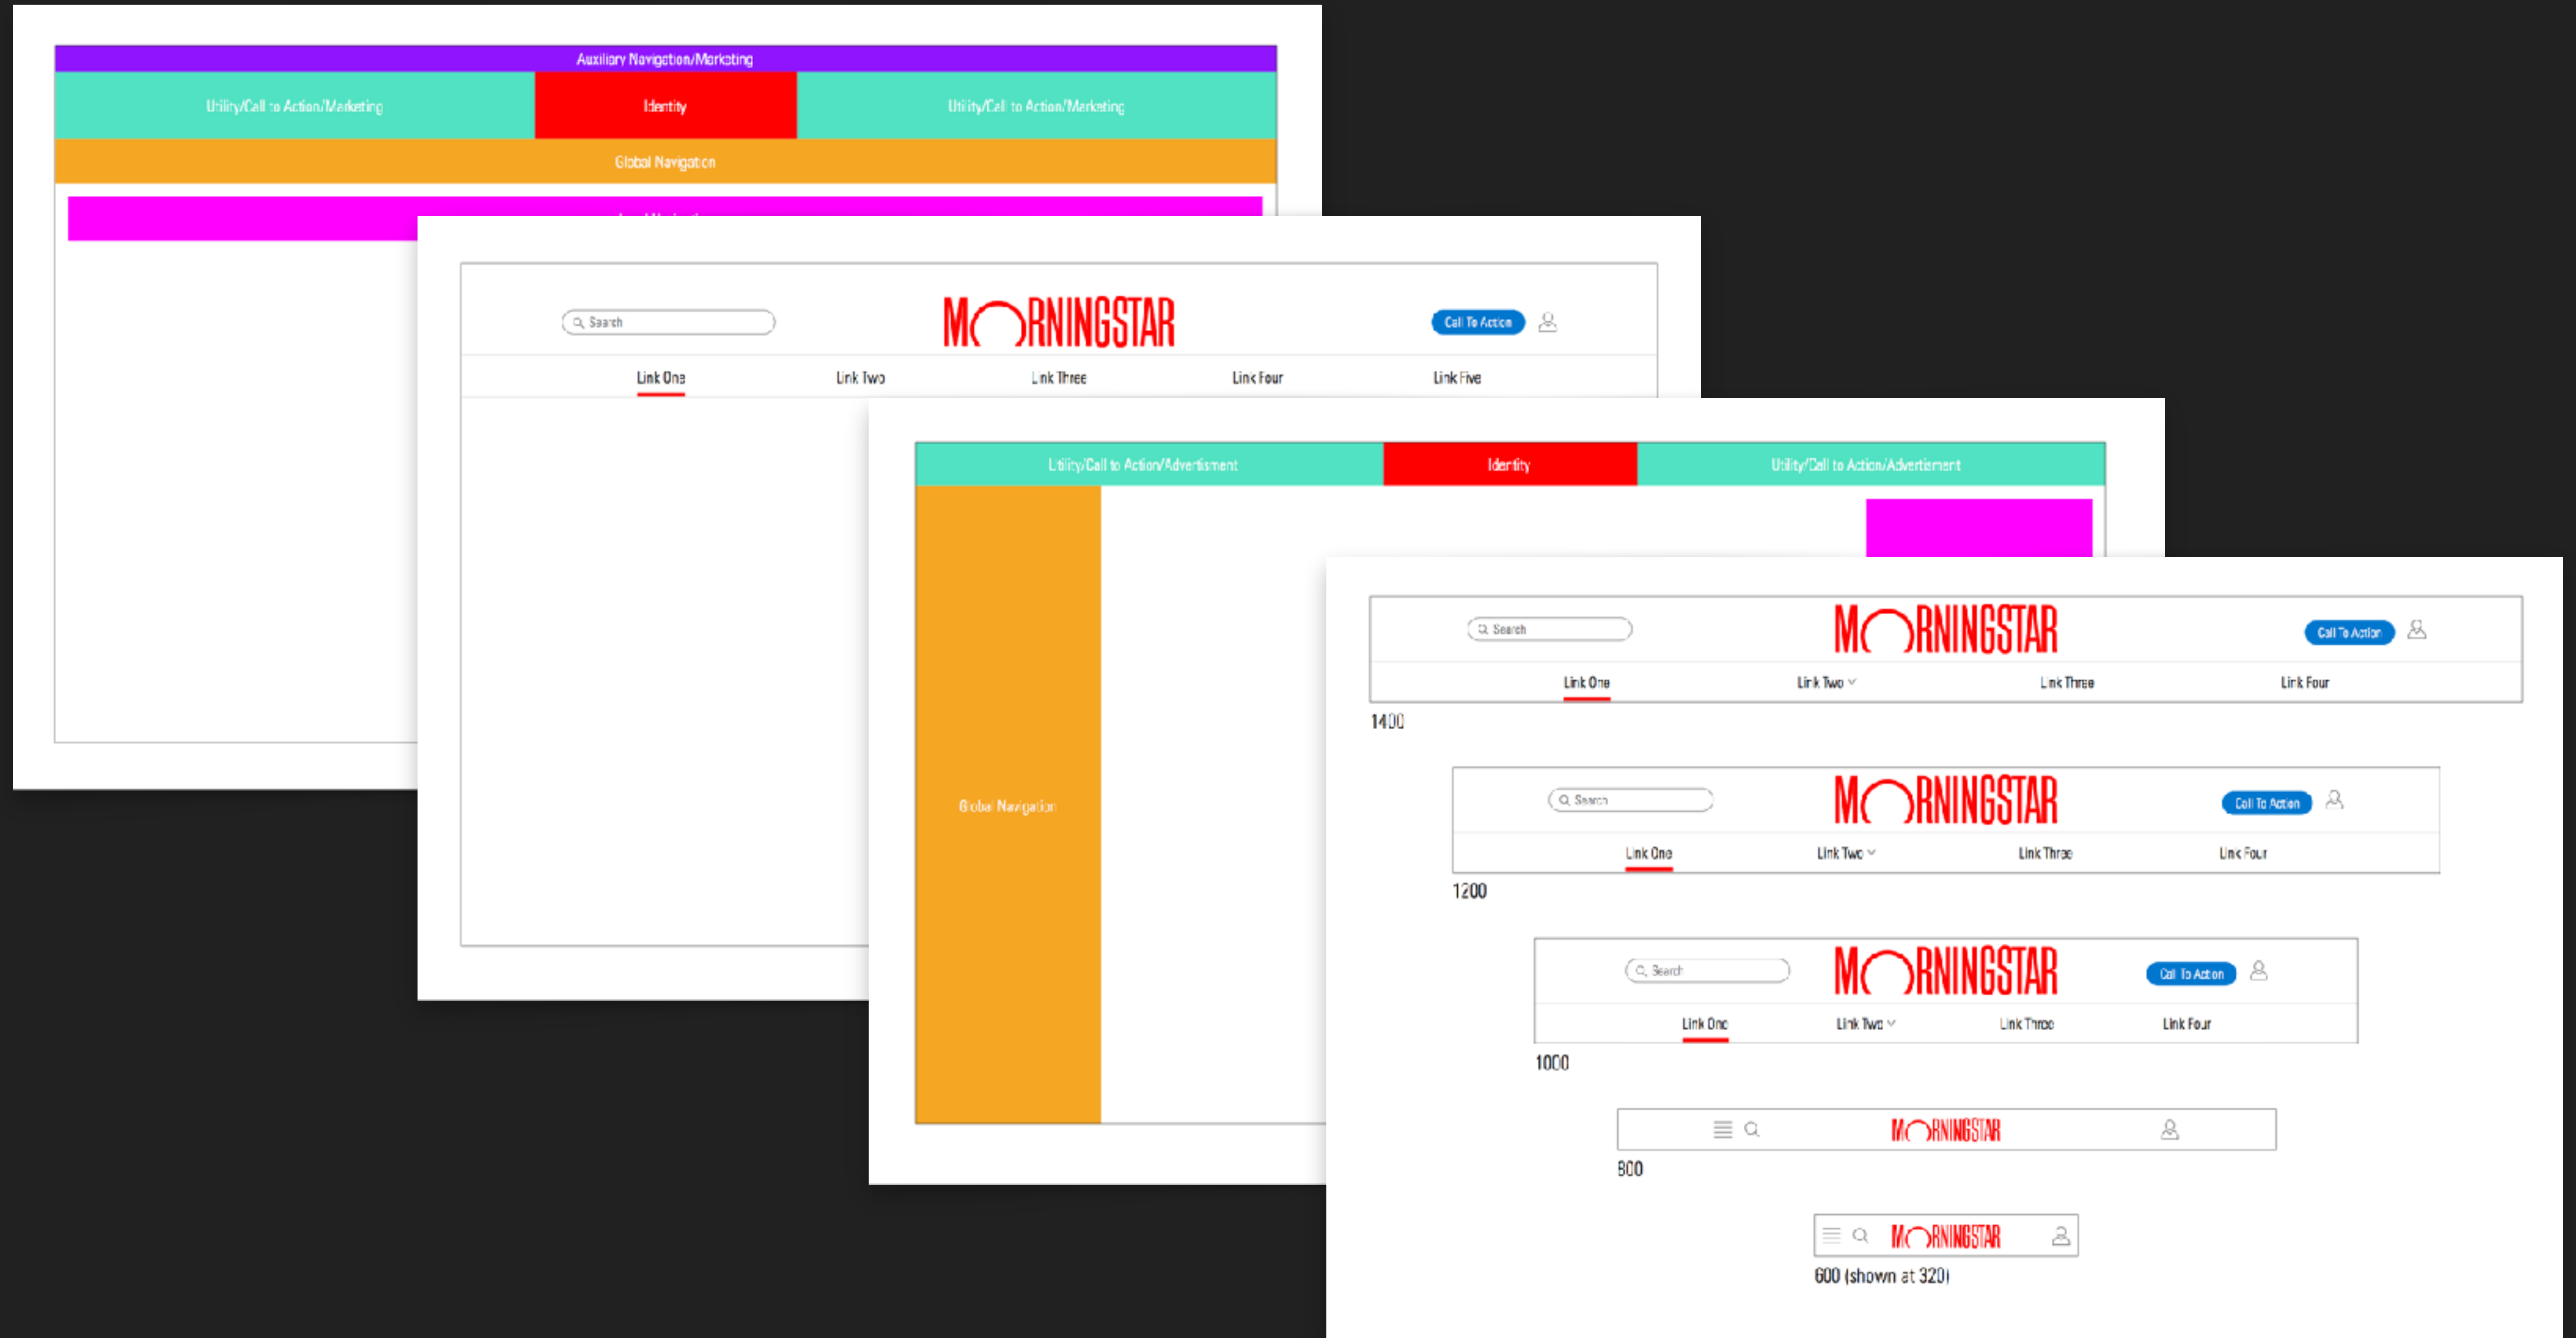 Auxiliary Navigation/Marketing
Utility/Call to Action/Marketing Identity Utility/Call to Action/Marketing
Global Navigation
Search MORNINGSTAR Call To Action
Link One Link Two Link Three Link Four Link Five
Utility/Call to Action/Advertisment Identity Utility/Call to Action/Advertisment
Global Navigation
Search MORNINGSTAR Call To Action
Link One Link Two Link Three Link Four
1400
Search MORNINGSTAR Call To Action
Link One Link Two Link Three Link Four
1200
Search MORNINGSTAR Call To Action
Link One Link Two Link Three Link Four
1000
MORNINGSTAR
800
MORNINGSTAR
600 (shown at 320)